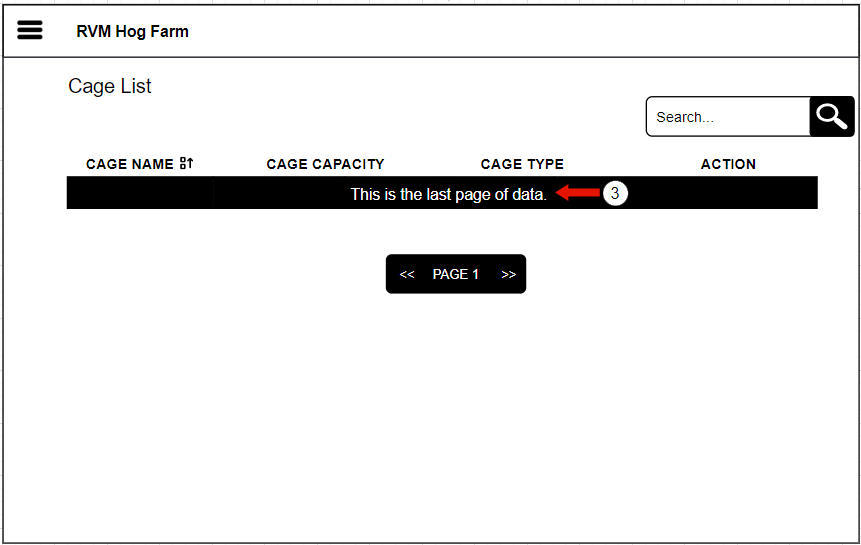 RVM Hog Farm
Cage List
Search...
CAGE NAME CAGE CAPACITY CAGE TYPE ACTION
This is the last page of data. 3
<< PAGE 1 >>